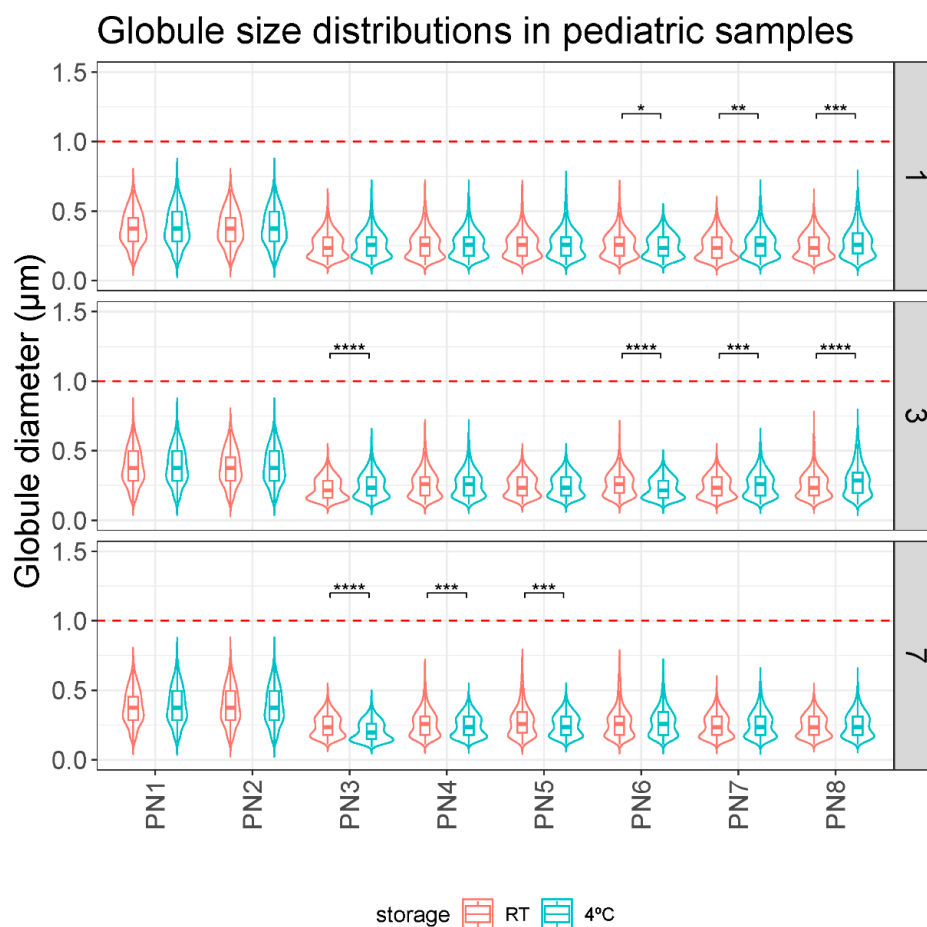 Globule size distributions in pediatric samples
Globule diameter (µm)
1.5
1.0
0.5
0.0
* ** ***
1
1.5
1.0
0.5
0.0
**** **** *** ****
3
1.5
1.0
0.5
0.0
**** *** ***
7
PN1 PN2 PN3 PN4 PN5 PN6 PN7 PN8
storage RT 4ºC